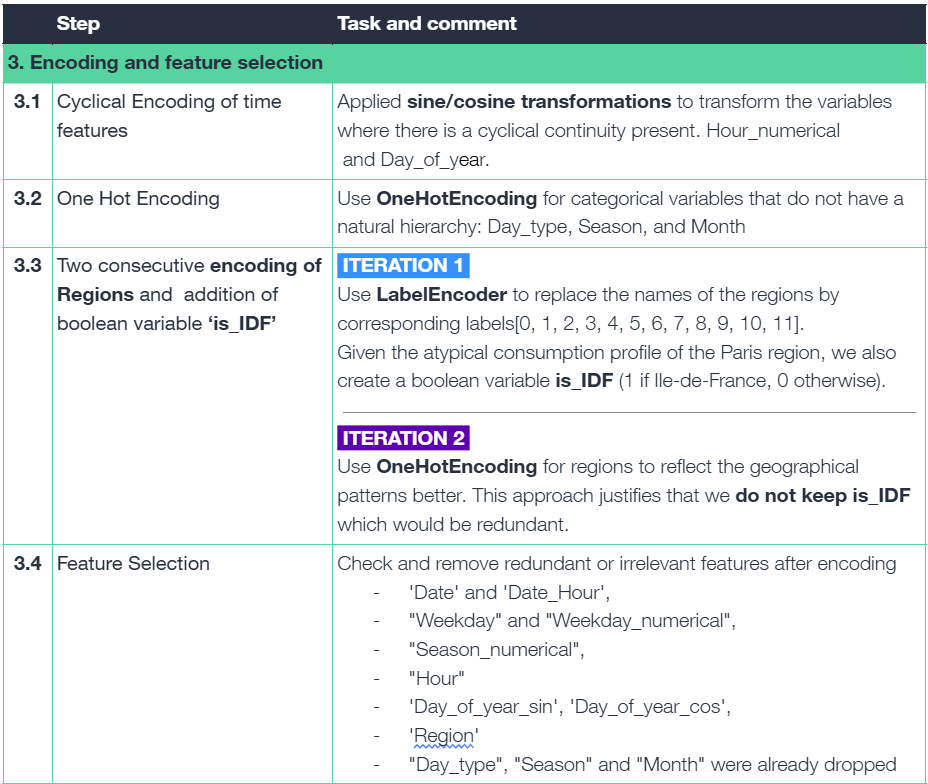 Step Task and comment
3. Encoding and feature selection
3.1 Cyclical Encoding of time features
Applied sine/cosine transformations to transform the variables
where there is a cyclical continuity present. Hour_numerical
and Day_of_year.
3.2 One Hot Encoding
Use OneHotEncoding for categorical variables that do not have a
natural hierarchy: Day_type, Season, and Month
3.3 Two consecutive encoding of
Regions and addition of
boolean variable ‘is_IDF’
ITERATION 1
Use LabelEncoder to replace the names of the regions by
corresponding labels[0, 1, 2, 3, 4, 5, 6, 7, 8, 9, 10, 11].
Given the atypical consumption profile of the Paris region, we also
create a boolean variable is_IDF (1 if Ile-de-France, 0 otherwise).
ITERATION 2
Use OneHotEncoding for regions to reflect the geographical
patterns better. This approach justifies that we do not keep is_IDF
which would be redundant.
3.4 Feature Selection
Check and remove redundant or irrelevant features after encoding
- 'Date' and 'Date_Hour',
- "Weekday" and "Weekday_numerical",
- "Season_numerical",
- "Hour"
- 'Day_of_year_sin', 'Day_of_year_cos',
- 'Region'
- "Day_type", "Season" and "Month" were already dropped